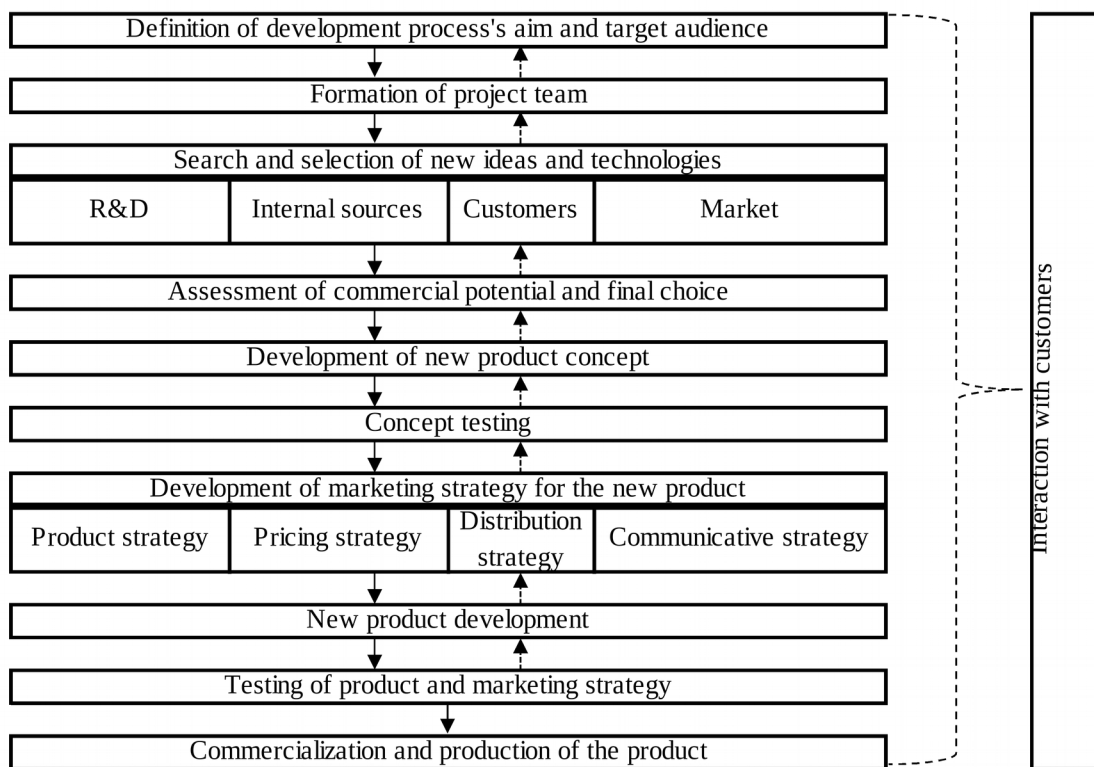 Definition of development process's aim and target audience
Formation of project team
Search and selection of new ideas and technologies
R&D
Internal sources
Customers
Market
Assessment of commercial potential and final choice
Development of new product concept
Concept testing
Development of marketing strategy for the new product
Product strategy
Pricing strategy
Distribution
strategy
Communicative strategy
New product development
Testing of product and marketing strategy
Commercialization and production of the product
Interaction with customers